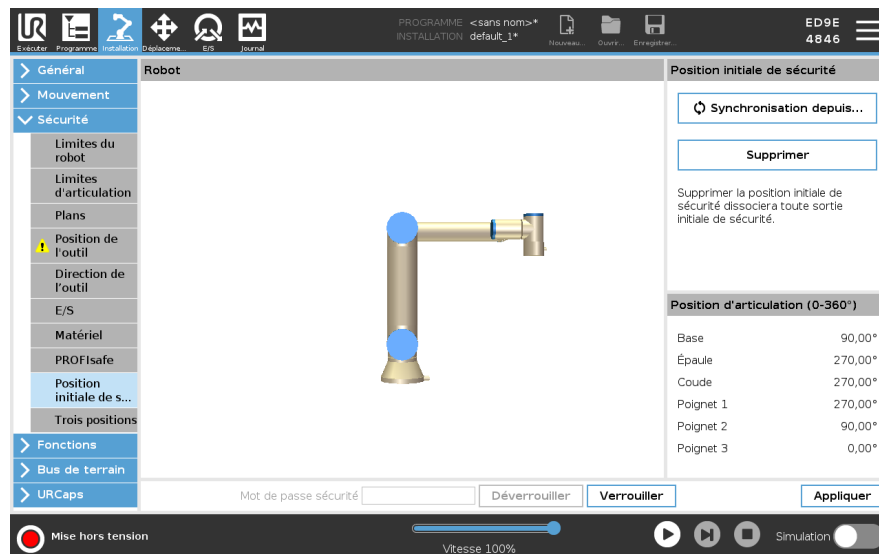 PROGRAMME <sans nom>*
INSTALLATION default_1*
ED9E
4846
Exécuter
Programme
Installation
Déplaceme...
E/S
Journal
Nouveau...
Ouvrir...
Enregistrer...
Général
Mouvement
Sécurité
Limites du
robot
Limites
d'articulation
Plans
Position de
l'outil
Direction de
l'outil
E/S
Matériel
PROFIsafe
Position
initiale de s...
Trois positions
Fonctions
Bus de terrain
URCaps
Robot
Position initiale de sécurité
Synchronisation depuis...
Supprimer
Supprimer la position initiale de
sécurité dissociera toute sortie
initiale de sécurité.
Position d'articulation (0-360°)
Base 90,00°
Épaule 270,00°
Coude 270,00°
Poignet 1 270,00°
Poignet 2 90,00°
Poignet 3 0,00°
Mot de passe sécurité
Déverrouiller
Verrouiller
Appliquer
Mise hors tension
Vitesse 100%
Simulation